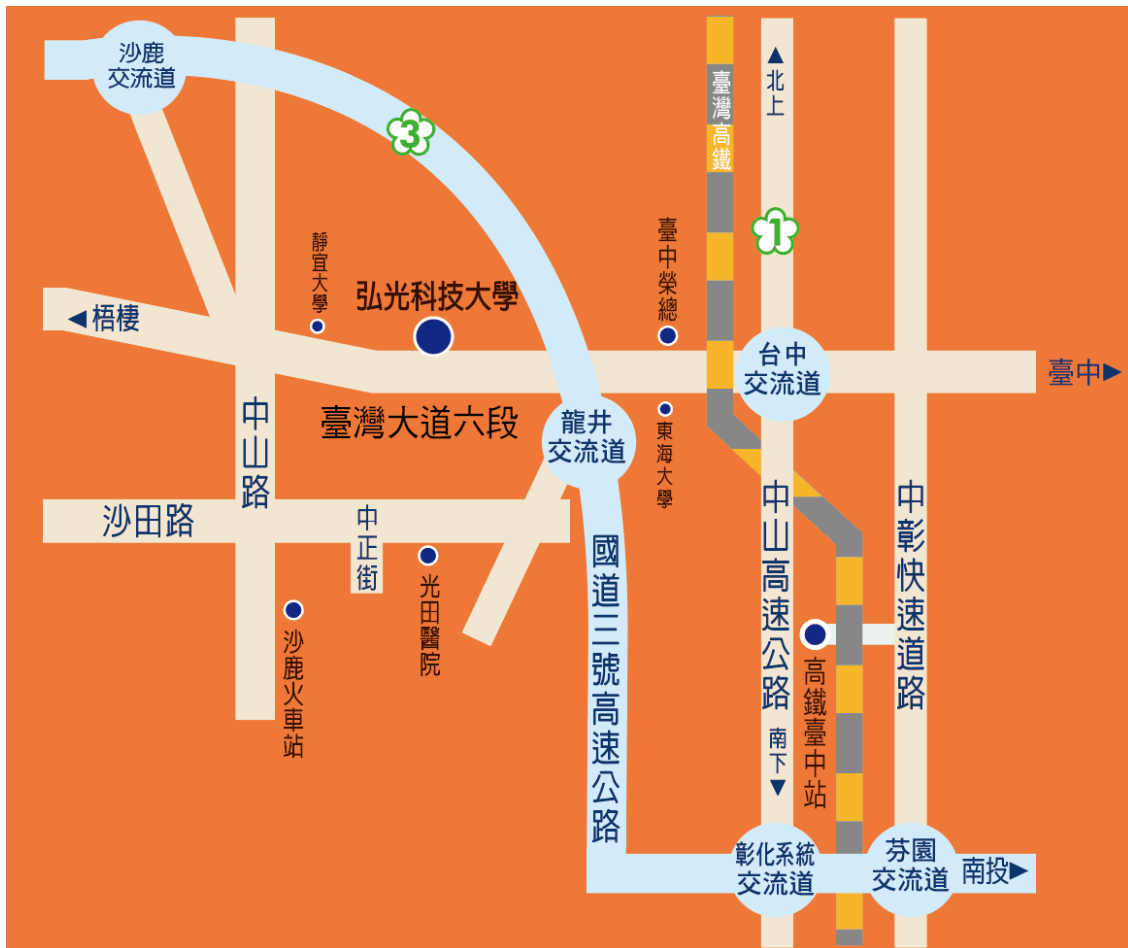 沙鹿
交流道
3
臺灣高鐵
▲北上
1
靜宜大學
弘光科技大學
臺中榮總
◀梧棲
台中
交流道
臺中▶
中山路
臺灣大道六段
龍井
交流道
東海大學
沙田路
中正街
光田醫院
沙鹿火車站
國道三號高速公路
中山高速公路
中彰快速道路
高鐵臺中站
南下▼
彰化系統
交流道
芬園
交流道
南投▶